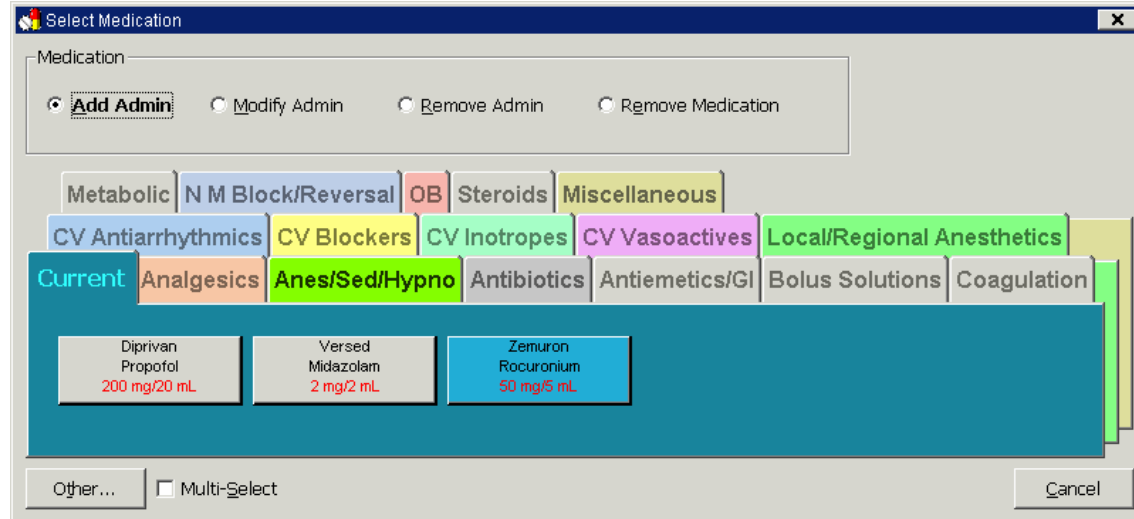 Select Medication
Medication
Add Admin Modify Admin Remove Admin Remove Medication
Metabolic N M Block/Reversal OB Steroids Miscellaneous
CV Antiarrhythmics CV Blockers CV Inotropes CV Vasoactives Local/Regional Anesthetics
Current Analgesics Anes/Sed/Hypno Antibiotics Antiemetics/GI Bolus Solutions Coagulation
Diprivan Versed Zemuron
Propofol Midazolam Rocuronium
200 mg/20 mL 2 mg/2 mL 50 mg/5 mL
Other... Multi-Select Cancel